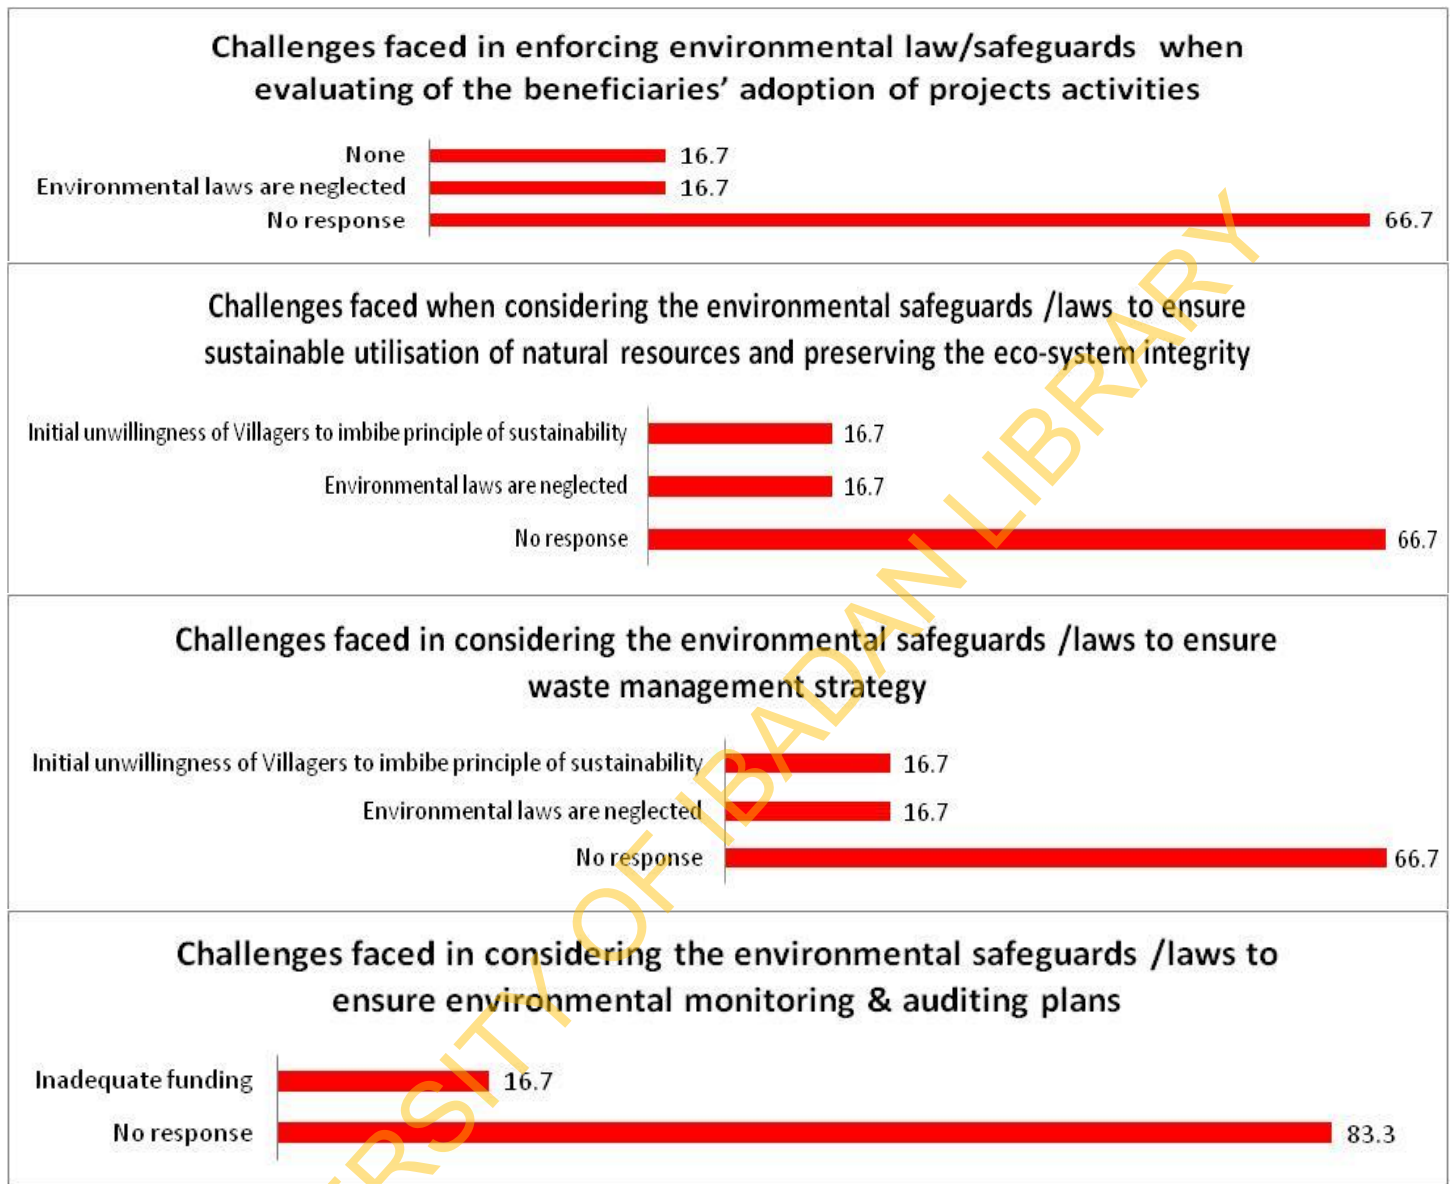 Challenges faced in enforcing environmental law/safeguards when
evaluating of the beneficiaries’ adoption of projects activities
None 16.7
Environmental laws are neglected 16.7
No response 66.7
Challenges faced when considering the environmental safeguards /laws to ensure
sustainable utilisation of natural resources and preserving the eco-system integrity
Initial unwillingness of Villagers to imbibe principle of sustainability 16.7
Environmental laws are neglected 16.7
No response 66.7
Challenges faced in considering the environmental safeguards /laws to ensure
waste management strategy
Initial unwillingness of Villagers to imbibe principle of sustainability 16.7
Environmental laws are neglected 16.7
No response 66.7
Challenges faced in considering the environmental safeguards /laws to
ensure environmental monitoring & auditing plans
Inadequate funding 16.7
No response 83.3
ERSITY OF IBADAN LIBRARY